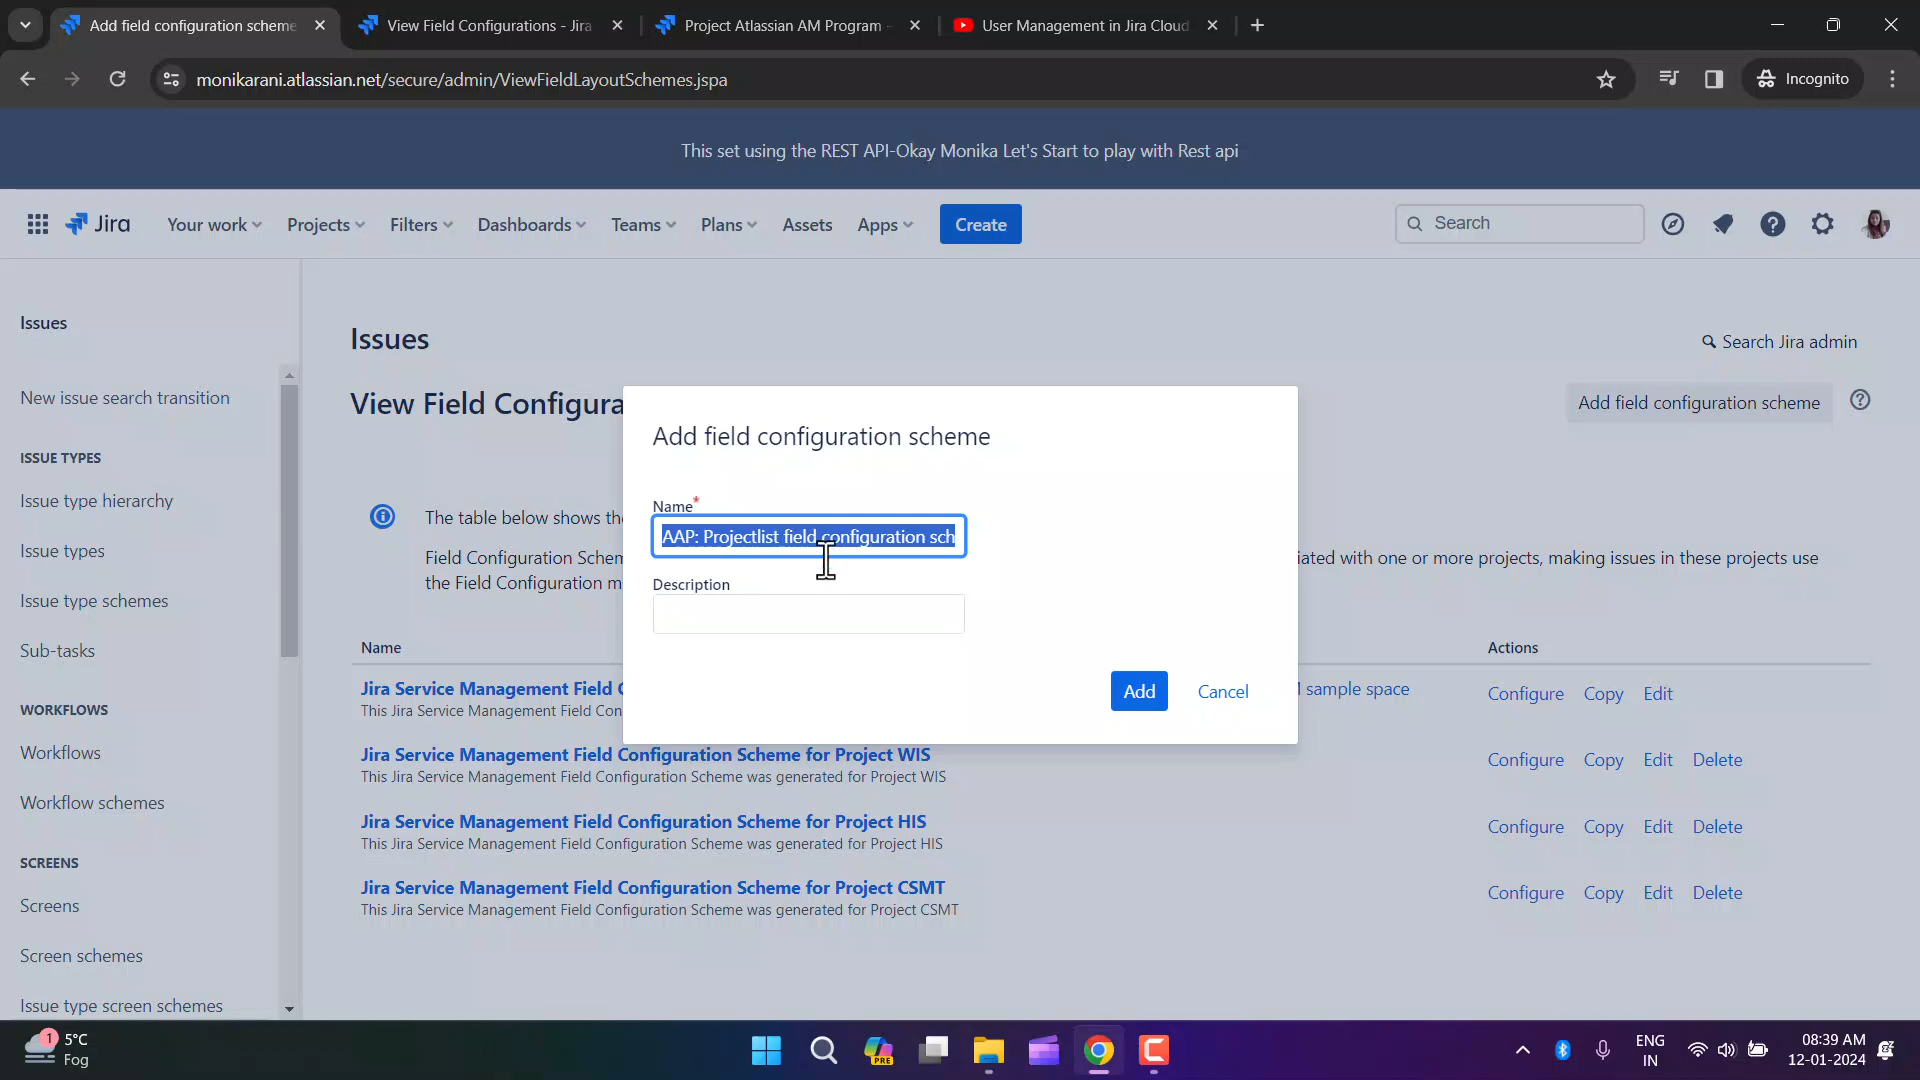 Add field configuration scheme
View Field Configurations - Jira
Project Atlassian AM Program -
User Management in Jira Cloud
monikarani.atlassian.net/secure/admin/ViewFieldLayoutSchemes.jspa
Incognito
This set using the REST API-Okay Monika Let's Start to play with Rest api
Jira
Your work
Projects
Filters
Dashboards
Teams
Plans
Assets
Apps
Create
Search
Issues
New issue search transition
ISSUE TYPES
Issue type hierarchy
Issue types
Issue type schemes
Sub-tasks
WORKFLOWS
Workflows
Workflow schemes
SCREENS
Screens
Screen schemes
Issue type screen schemes
Issues
Search Jira admin
View Field Configura
Add field configuration scheme
The table below shows th
Field Configuration Schem
iated with one or more projects, making issues in these projects use
the Field Configuration m
Name
Actions
Jira Service Management Field C
sample space
Configure Copy Edit
This Jira Service Management Field Con
Jira Service Management Field Configuration Scheme for Project WIS
Configure Copy Edit Delete
This Jira Service Management Field Configuration Scheme was generated for Project WIS
Jira Service Management Field Configuration Scheme for Project HIS
Configure Copy Edit Delete
This Jira Service Management Field Configuration Scheme was generated for Project HIS
Jira Service Management Field Configuration Scheme for Project CSMT
Configure Copy Edit Delete
This Jira Service Management Field Configuration Scheme was generated for Project CSMT
Add field configuration scheme
Name*
AAP: Projectlist field configuration sch
Description
Add
Cancel
1
5°C
Fog
PRE
ENG
IN
08:39 AM
12-01-2024